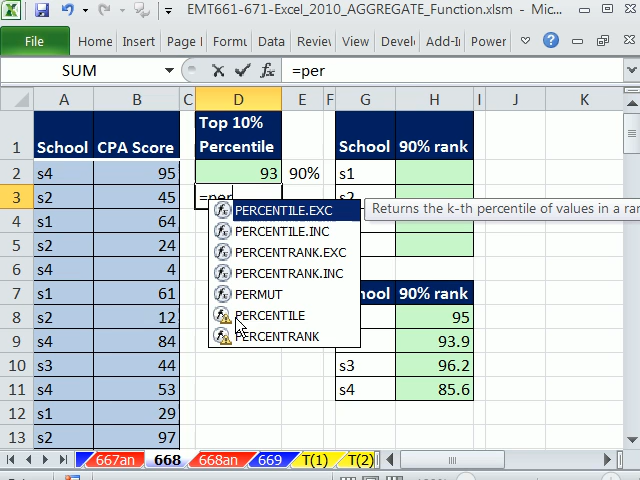 EMT661-671-Excel_2010_AGGREGATE_Function.xlsm - Mic...
File Home Insert Page l Formu Data Reviev View Devel Add-I Power
SUM =per
A B C D E F G H I J K
1 School CPA Score Top 10% Percentile School 90% rank
2 s4 95 93 90% s1
3 s2 45 =per s2
PERCENTILE.EXC Returns the k-th percentile of values in a ran
4 s1 64
PERCENTILE.INC
5 s2 24
PERCENTRANK.EXC
6 s4 4
PERCENTRANK.INC
7 s1 61 hool 90% rank
PERMUT
8 s2 12 95
PERCENTILE
9 s4 84 93.9
PERCENTRANK
10 s3 44 s3 96.2
11 s4 53 s4 85.6
12 s1 29
13 s2 97
667an 668 668an 669 T(1) T(2)